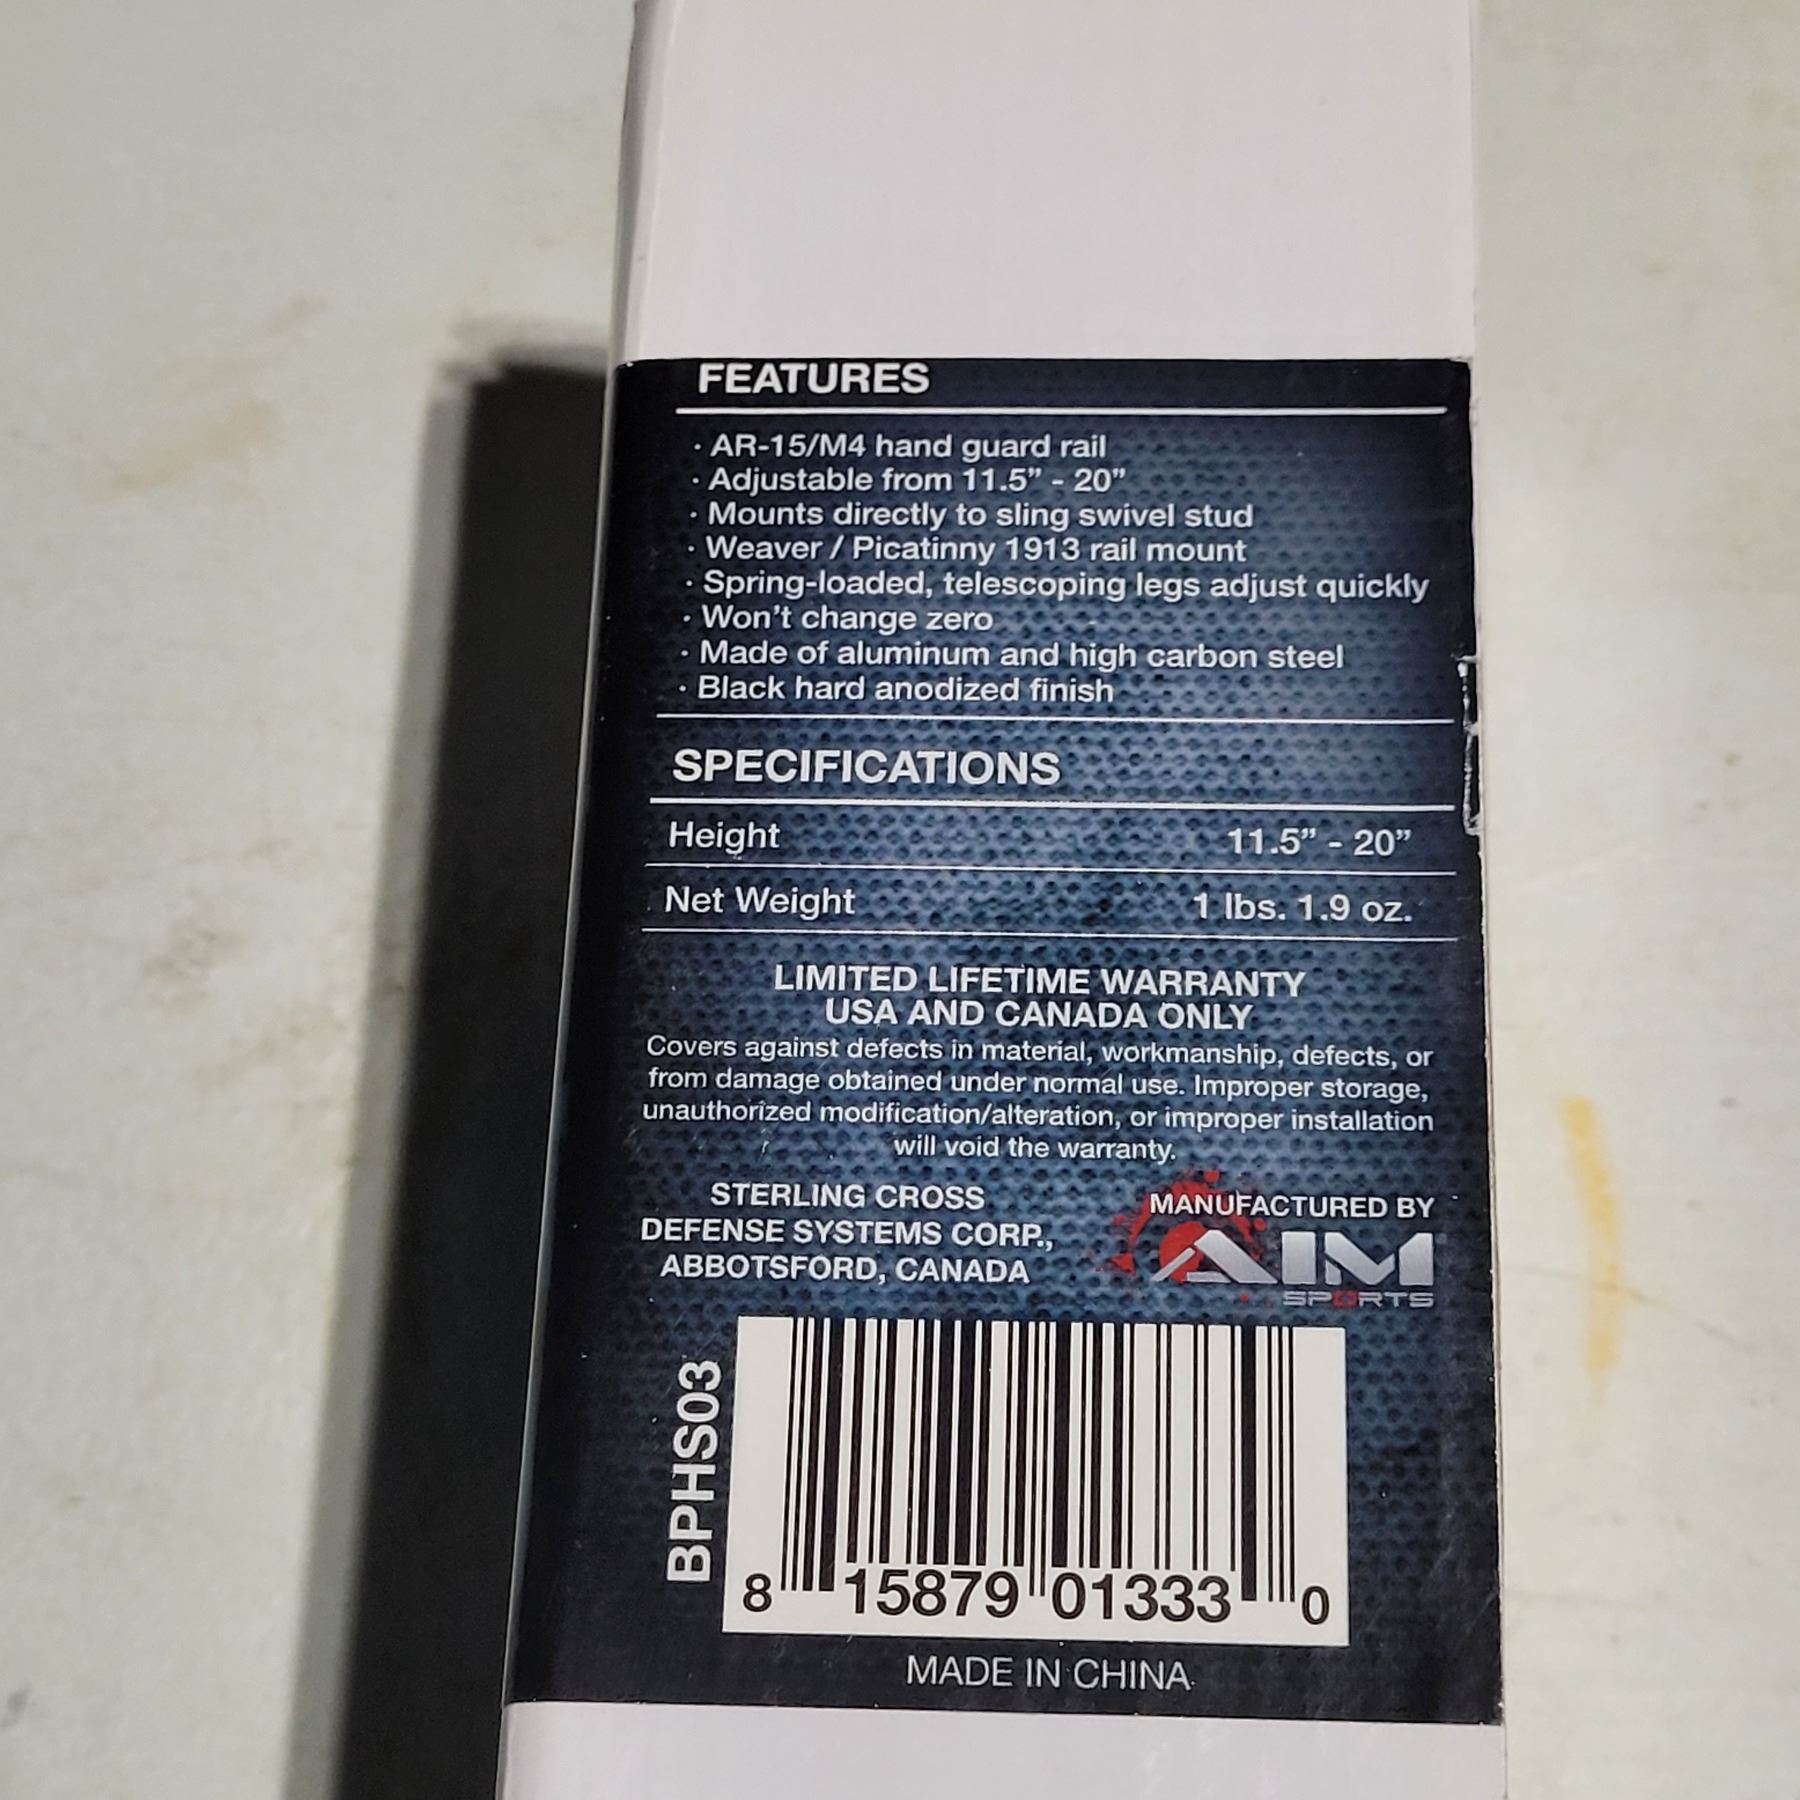 FEATURES
· AR-15/M4 hand guard rail
· Adjustable from 11.5” - 20”
· Mounts directly to sling swivel stud
· Weaver / Picatinny 1913 rail mount
· Spring-loaded, telescoping legs adjust quickly
· Won’t change zero
· Made of aluminum and high carbon steel
· Black hard anodized finish
SPECIFICATIONS
Height 11.5” - 20”
Net Weight 1 lbs. 1.9 oz.
LIMITED LIFETIME WARRANTY
USA AND CANADA ONLY
Covers against defects in material, workmanship, defects, or
from damage obtained under normal use. Improper storage,
unauthorized modification/alteration, or improper installation
will void the warranty.
STERLING CROSS
DEFENSE SYSTEMS CORP.,
ABBOTSFORD, CANADA
MANUFACTURED BY
AIM
SPORTS
BPHS03
8 15879 01333 0
MADE IN CHINA